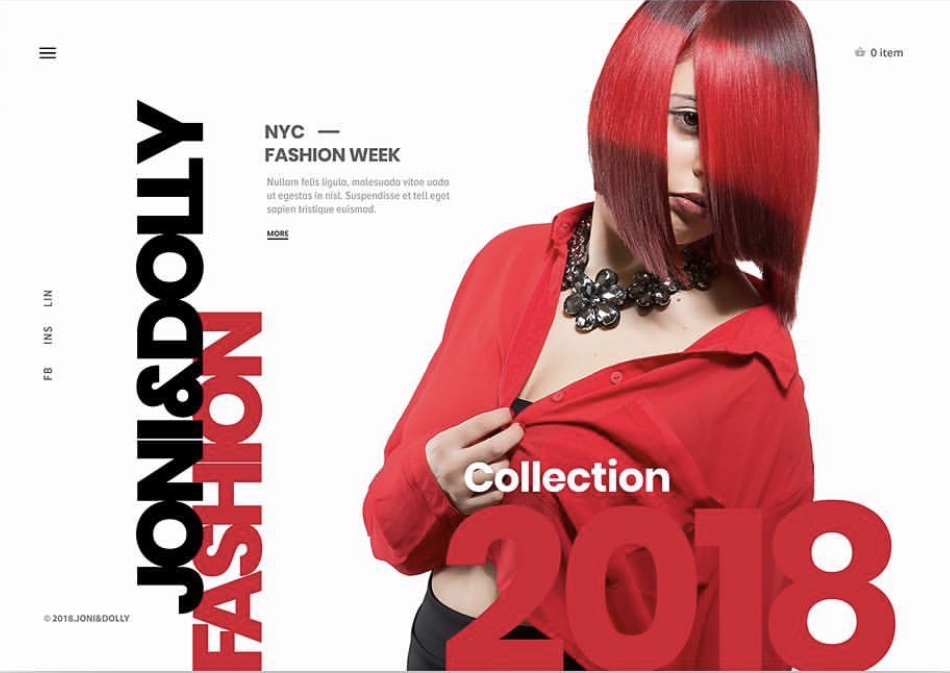 0 item
NYC —
FASHION WEEK
Nullam felis ligula, malesuada vitae uada
ut egestas in nisl. Suspendisse et tell eget
sapien tristique euismod.
MORE
JONI&DOLLY
FASHION
FB INS LIN
Collection
2018
© 2018.JONI&DOLLY